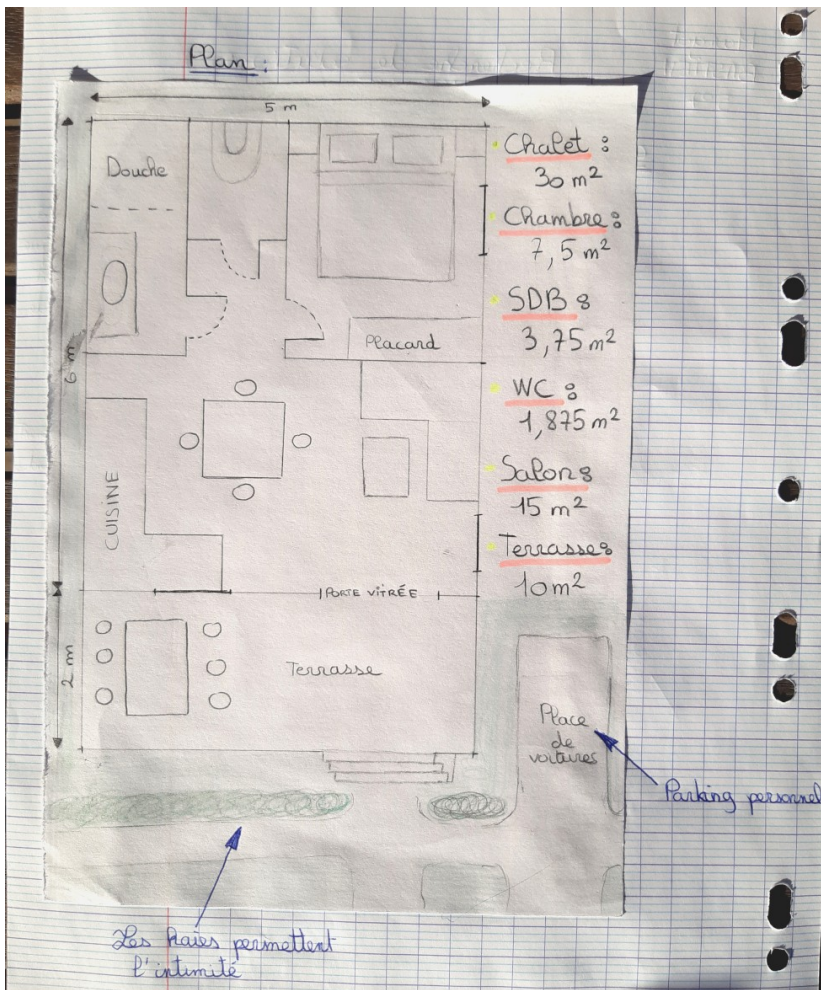 Plan :
5 m
Douche
Placard
6 m
CUISINE
PORTE VITRÉE
2 m
Terrasse
Chalet :
30 m²
Chambre :
7,5 m²
SDB :
3,75 m²
WC :
1,875 m²
Salon :
15 m²
Terrasse :
10 m²
Place
de
voitures
Parking personnel
Les haies permettent
l'intimité